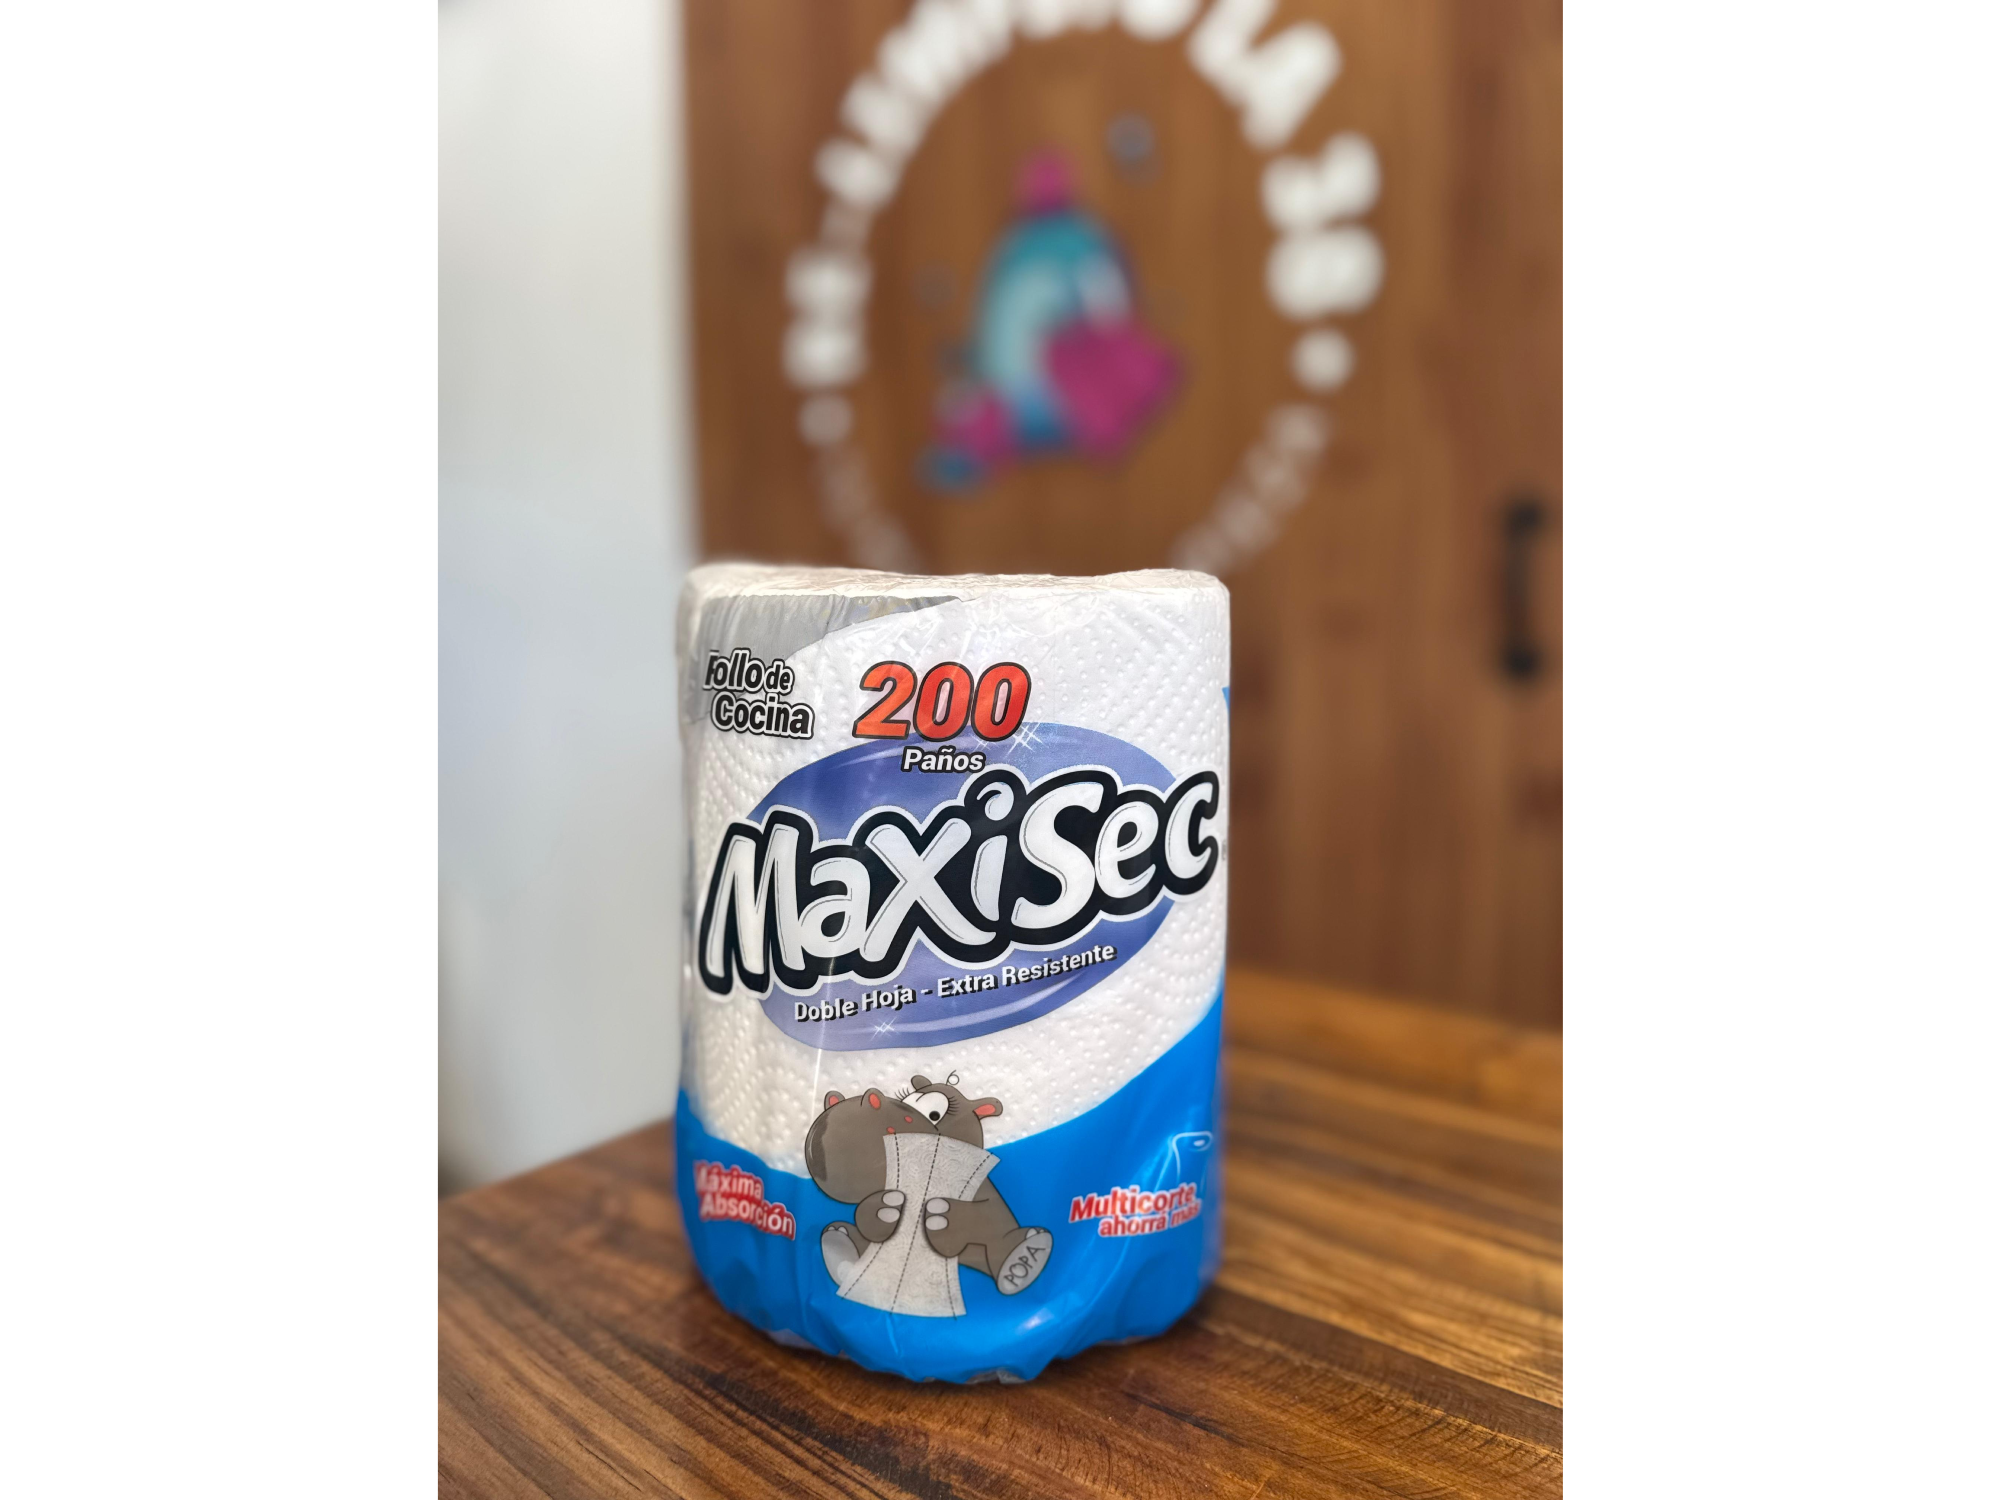 Rollo de
Cocina
200
Paños
MaxiSec
Doble Hoja - Extra Resistente
Máxima
Absorción
Multicorte
ahorra más
POPA